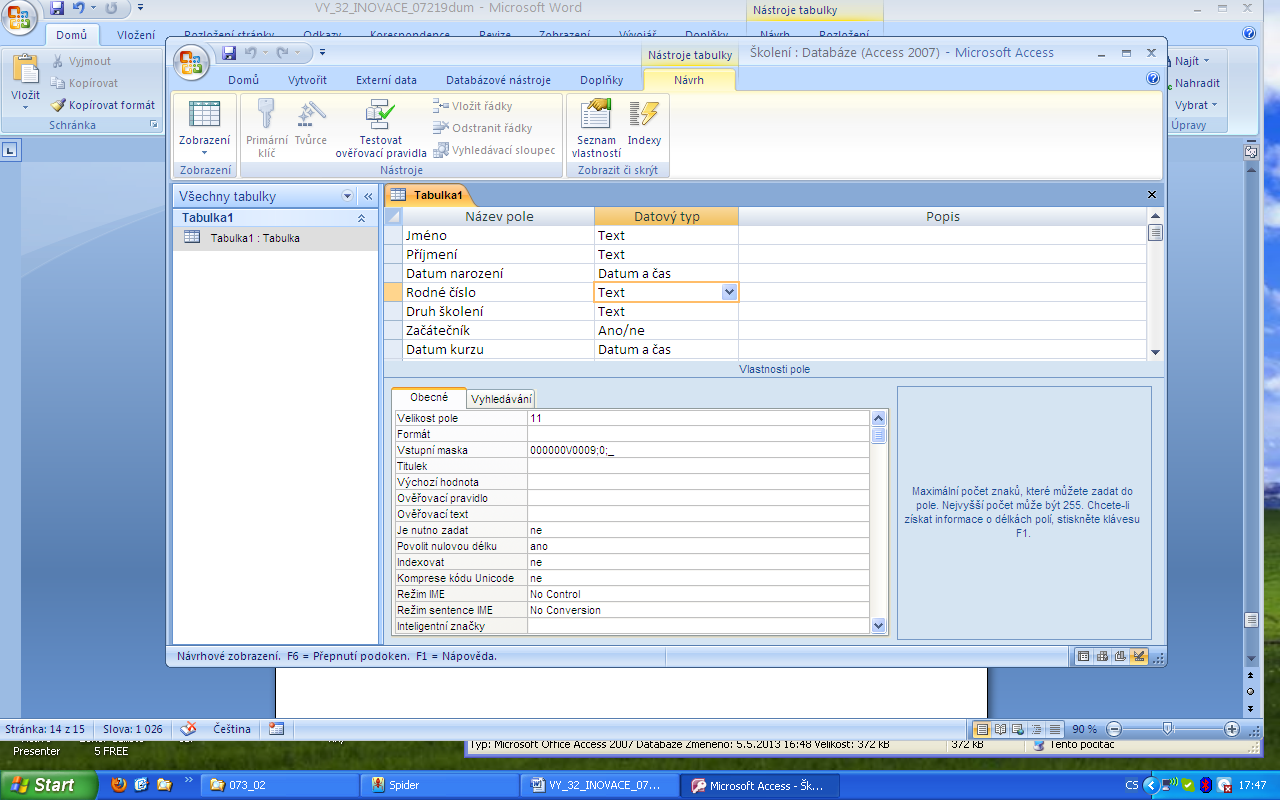 VY_32_INOVACE_07219dum - Microsoft Word
Nástroje tabulky
Domů Vložení Rozložení stránky Odkazy Korespondence Revize Zobrazení Vývojář Doplňky Návrh Rozložení
Vložit
Vyjmout
Kopírovat
Kopírovat formát
Schránka
Najít
Nahradit
Vybrat
Úpravy
Nástroje tabulky
Školení : Databáze (Access 2007) - Microsoft Access
Domů Vytvořit Externí data Databázové nástroje Doplňky Návrh
Zobrazení
Zobrazení
Primární klíč
Tvůrce
Testovat ověřovací pravidla
Vložit řádky
Odstranit řádky
Vyhledávací sloupec
Nástroje
Seznam vlastností
Indexy
Zobrazit či skrýt
Všechny tabulky
Tabulka1
Tabulka1 : Tabulka
Tabulka1
Název pole Datový typ Popis
Jméno Text
Příjmení Text
Datum narození Datum a čas
Rodné číslo Text
Druh školení Text
Začátečník Ano/ne
Datum kurzu Datum a čas
Vlastnosti pole
Obecné Vyhledávání
Velikost pole 11
Formát
Vstupní maska 000000\/0009;0;_
Titulek
Výchozí hodnota
Ověřovací pravidlo
Ověřovací text
Je nutno zadat ne
Povolit nulovou délku ano
Indexovat ne
Komprese kódu Unicode ne
Režim IME No Control
Režim sentence IME No Conversion
Inteligentní značky
Maximální počet znaků, které můžete zadat do
pole. Nejvyšší počet může být 255. Chcete-li
získat informace o délkách polí, stiskněte klávesu
F1.
Návrhové zobrazení. F6 = Přepnutí podoken. F1 = Nápověda.
Stránka: 14 z 15 Slova: 1 026 Čeština 90 %
Presenter 5 FREE
Typ: Microsoft Office Access 2007 Databáze Změněno: 5.5.2013 16:48 Velikost: 372 kB 372 kB Tento počítač
Start 073_02 Spider VY_32_INOVACE_07... Microsoft Access - Šk... CS 17:47